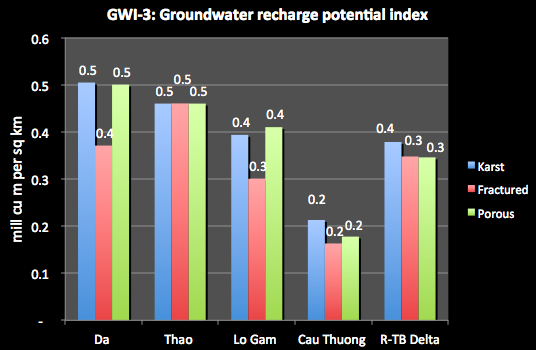 GWI-3: Groundwater recharge potential index
mill cu m per sq km
0.6
0.5
0.4
0.3
0.2
0.1
-
0.5 0.4 0.5
0.5 0.5 0.5
0.4 0.3 0.4
0.2 0.2 0.2
0.4 0.3 0.3
Da Thao Lo Gam Cau Thuong R-TB Delta
Karst
Fractured
Porous